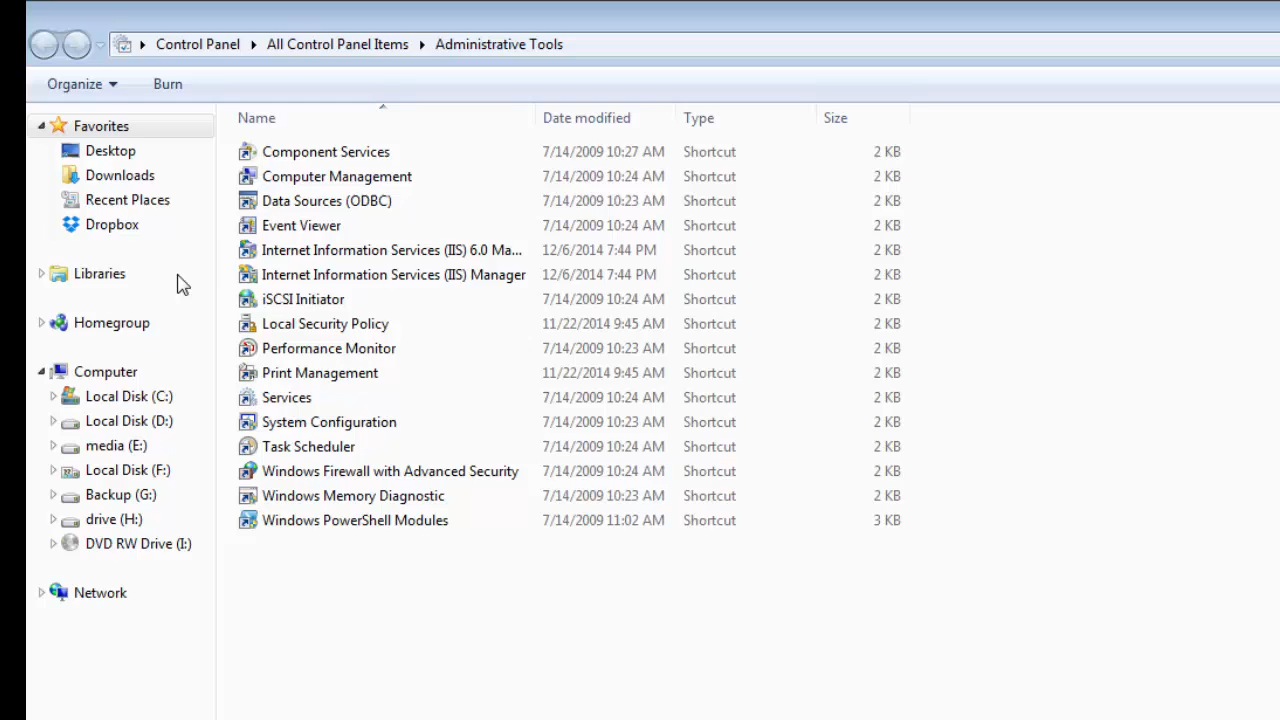 Control Panel All Control Panel Items Administrative Tools
Organize Burn
Favorites
Desktop
Downloads
Recent Places
Dropbox
Libraries
Homegroup
Computer
Local Disk (C:)
Local Disk (D:)
media (E:)
Local Disk (F:)
Backup (G:)
drive (H:)
DVD RW Drive (I:)
Network
Name Date modified Type Size
Component Services 7/14/2009 10:27 AM Shortcut 2 KB
Computer Management 7/14/2009 10:24 AM Shortcut 2 KB
Data Sources (ODBC) 7/14/2009 10:23 AM Shortcut 2 KB
Event Viewer 7/14/2009 10:24 AM Shortcut 2 KB
Internet Information Services (IIS) 6.0 Ma... 12/6/2014 7:44 PM Shortcut 2 KB
Internet Information Services (IIS) Manager 12/6/2014 7:44 PM Shortcut 2 KB
iSCSI Initiator 7/14/2009 10:24 AM Shortcut 2 KB
Local Security Policy 11/22/2014 9:45 AM Shortcut 2 KB
Performance Monitor 7/14/2009 10:23 AM Shortcut 2 KB
Print Management 11/22/2014 9:45 AM Shortcut 2 KB
Services 7/14/2009 10:24 AM Shortcut 2 KB
System Configuration 7/14/2009 10:23 AM Shortcut 2 KB
Task Scheduler 7/14/2009 10:24 AM Shortcut 2 KB
Windows Firewall with Advanced Security 7/14/2009 10:24 AM Shortcut 2 KB
Windows Memory Diagnostic 7/14/2009 10:23 AM Shortcut 2 KB
Windows PowerShell Modules 7/14/2009 11:02 AM Shortcut 3 KB